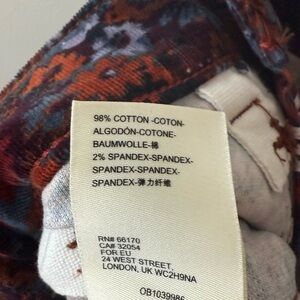 98% COTTON -COTON-
ALGODÓN-COTONE-
BAUMWOLLE-棉
2% SPANDEX-SPANDEX-
SPANDEX-SPANDEX-
SPANDEX-弹力纤维
RN# 66170
CA# 32054
FOR EU
24 WEST STREET,
LONDON, UK WC2H9NA
OB1039986